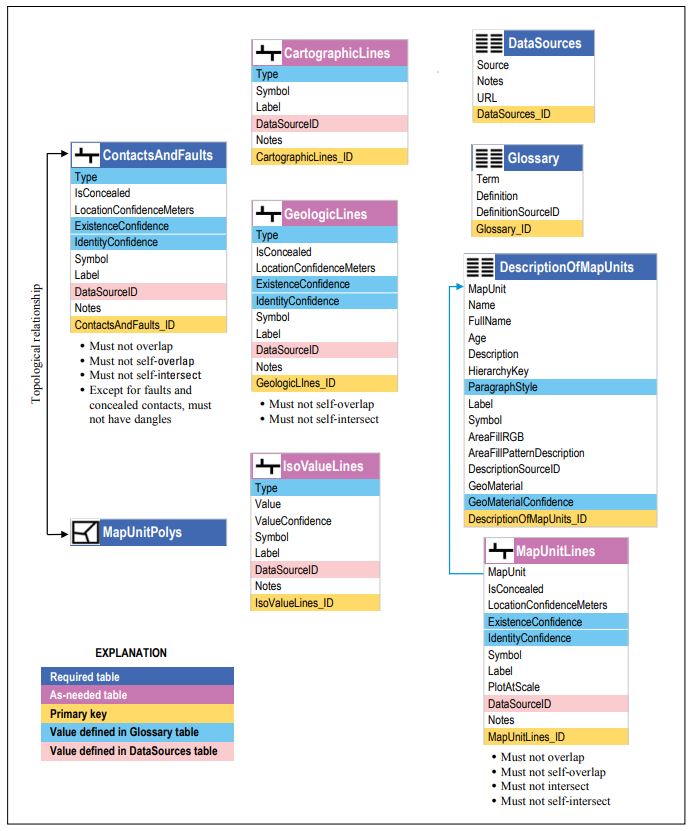 CartographicLines
Type
Symbol
Label
DataSourceID
Notes
CartographicLines_ID
DataSources
Source
Notes
URL
DataSources_ID
Glossary
Term
Definition
DefinitionSourceID
Glossary_ID
ContactsAndFaults
Type
IsConcealed
LocationConfidenceMeters
ExistenceConfidence
IdentityConfidence
Symbol
Label
DataSourceID
Notes
ContactsAndFaults_ID
• Must not overlap
• Must not self-overlap
• Must not self-intersect
• Except for faults and
concealed contacts, must
not have dangles
Topological relationship
GeologicLines
Type
IsConcealed
LocationConfidenceMeters
ExistenceConfidence
IdentityConfidence
Symbol
Label
DataSourceID
Notes
GeologicLInes_ID
• Must not self-overlap
• Must not self-intersect
DescriptionOfMapUnits
MapUnit
Name
FullName
Age
Description
HierarchyKey
ParagraphStyle
Label
Symbol
AreaFillRGB
AreaFillPatternDescription
DescriptionSourceID
GeoMaterial
GeoMaterialConfidence
DescriptionOfMapUnits_ID
IsoValueLines
Type
Value
ValueConfidence
Symbol
Label
DataSourceID
Notes
IsoValueLines_ID
MapUnitPolys
MapUnitLines
MapUnit
IsConcealed
LocationConfidenceMeters
ExistenceConfidence
IdentityConfidence
Symbol
Label
PlotAtScale
DataSourceID
Notes
MapUnitLines_ID
• Must not overlap
• Must not self-overlap
• Must not intersect
• Must not self-intersect
EXPLANATION
Required table
As-needed table
Primary key
Value defined in Glossary table
Value defined in DataSources table